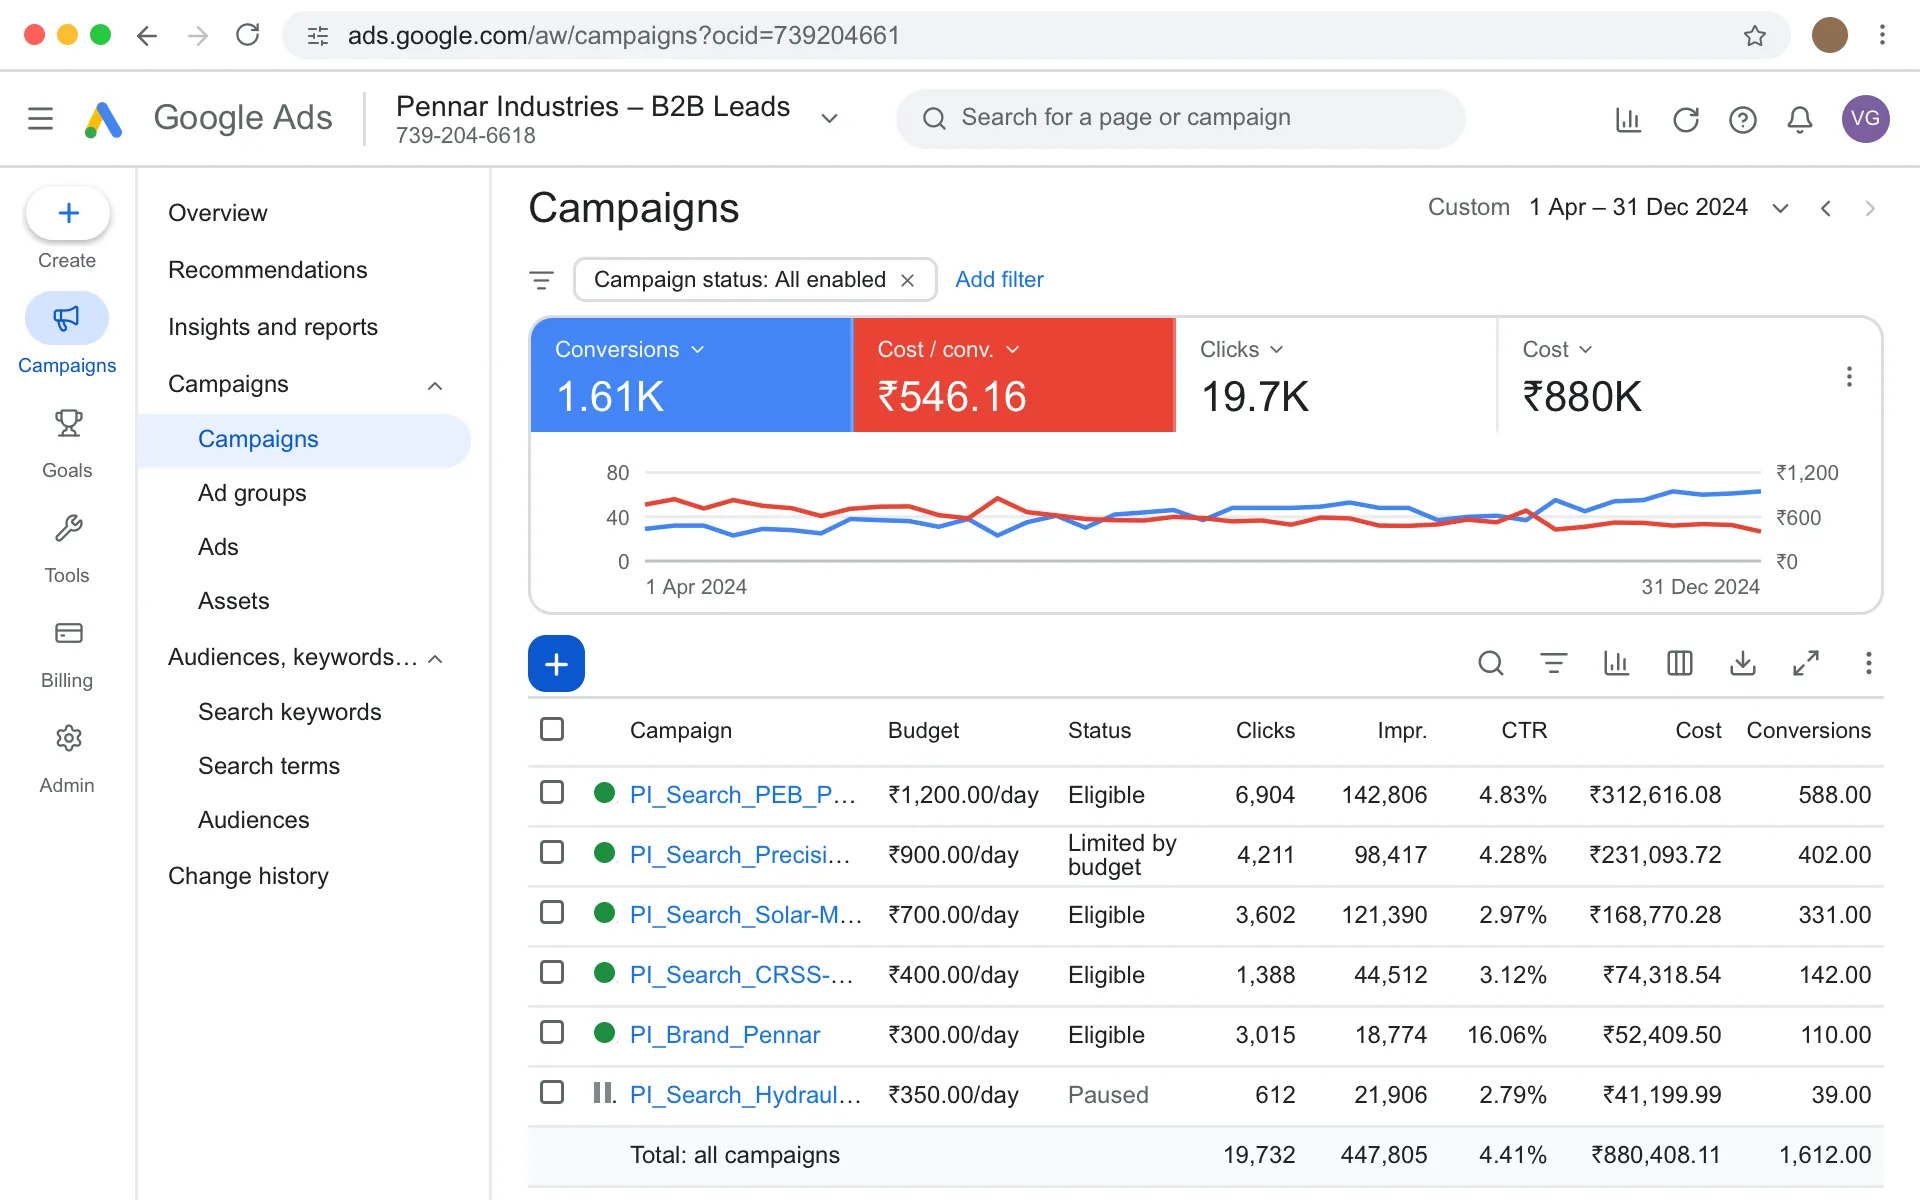 ads.google.com/aw/campaigns?ocid=739204661
Google Ads
Pennar Industries – B2B Leads
739-204-6618
Search for a page or campaign
VG
Create
Campaigns
Goals
Tools
Billing
Admin
Overview
Recommendations
Insights and reports
Campaigns
Campaigns
Ad groups
Ads
Assets
Audiences, keywords…
Search keywords
Search terms
Audiences
Change history
Campaigns
Custom 1 Apr – 31 Dec 2024
Campaign status: All enabled
Add filter
Conversions
1.61K
Cost / conv.
₹546.16
Clicks
19.7K
Cost
₹880K
80 ₹1,200
40 ₹600
0 ₹0
1 Apr 2024 31 Dec 2024
Campaign Budget Status Clicks Impr. CTR Cost Conversions
PI_Search_PEB_P… ₹1,200.00/day Eligible 6,904 142,806 4.83% ₹312,616.08 588.00
PI_Search_Precisi… ₹900.00/day Limited by budget 4,211 98,417 4.28% ₹231,093.72 402.00
PI_Search_Solar-M… ₹700.00/day Eligible 3,602 121,390 2.97% ₹168,770.28 331.00
PI_Search_CRSS-… ₹400.00/day Eligible 1,388 44,512 3.12% ₹74,318.54 142.00
PI_Brand_Pennar ₹300.00/day Eligible 3,015 18,774 16.06% ₹52,409.50 110.00
PI_Search_Hydraul… ₹350.00/day Paused 612 21,906 2.79% ₹41,199.99 39.00
Total: all campaigns 19,732 447,805 4.41% ₹880,408.11 1,612.00